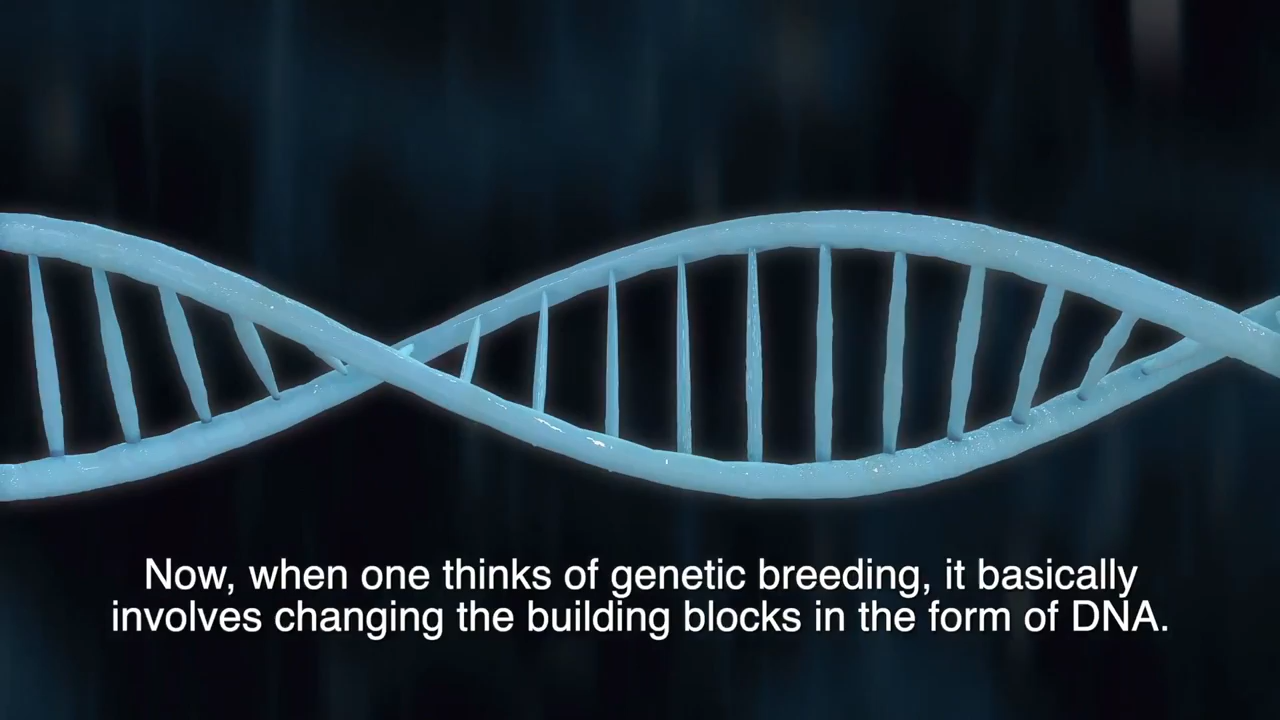 Now, when one thinks of genetic breeding, it basically
involves changing the building blocks in the form of DNA.